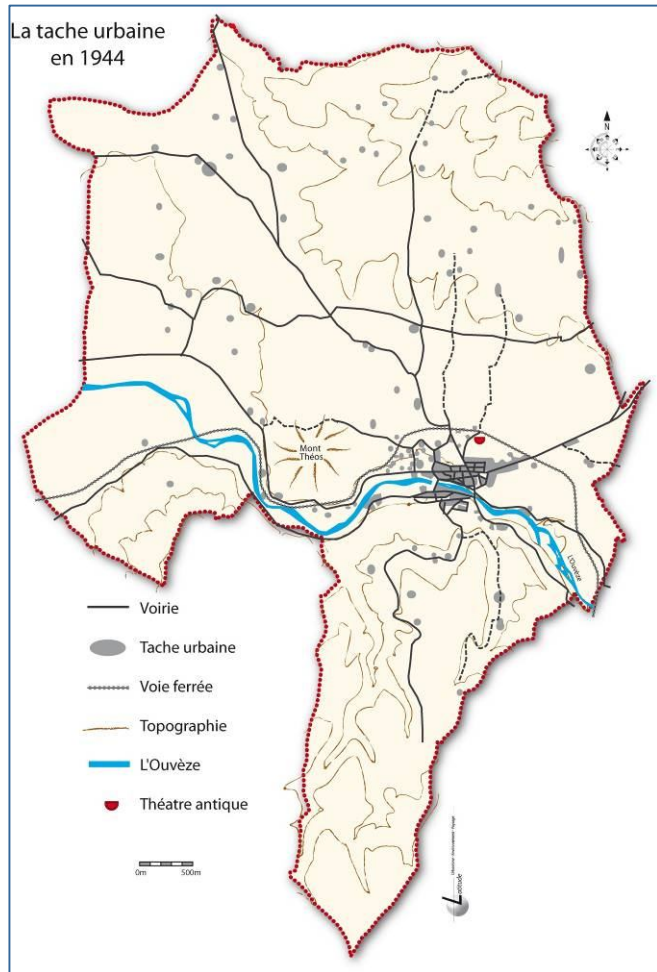 La tache urbaine
en 1944
N
Mont
Théos
L'Ouvèze
Voirie
Tache urbaine
Voie ferrée
Topographie
L'Ouvèze
Théatre antique
0m 500m
Latitude